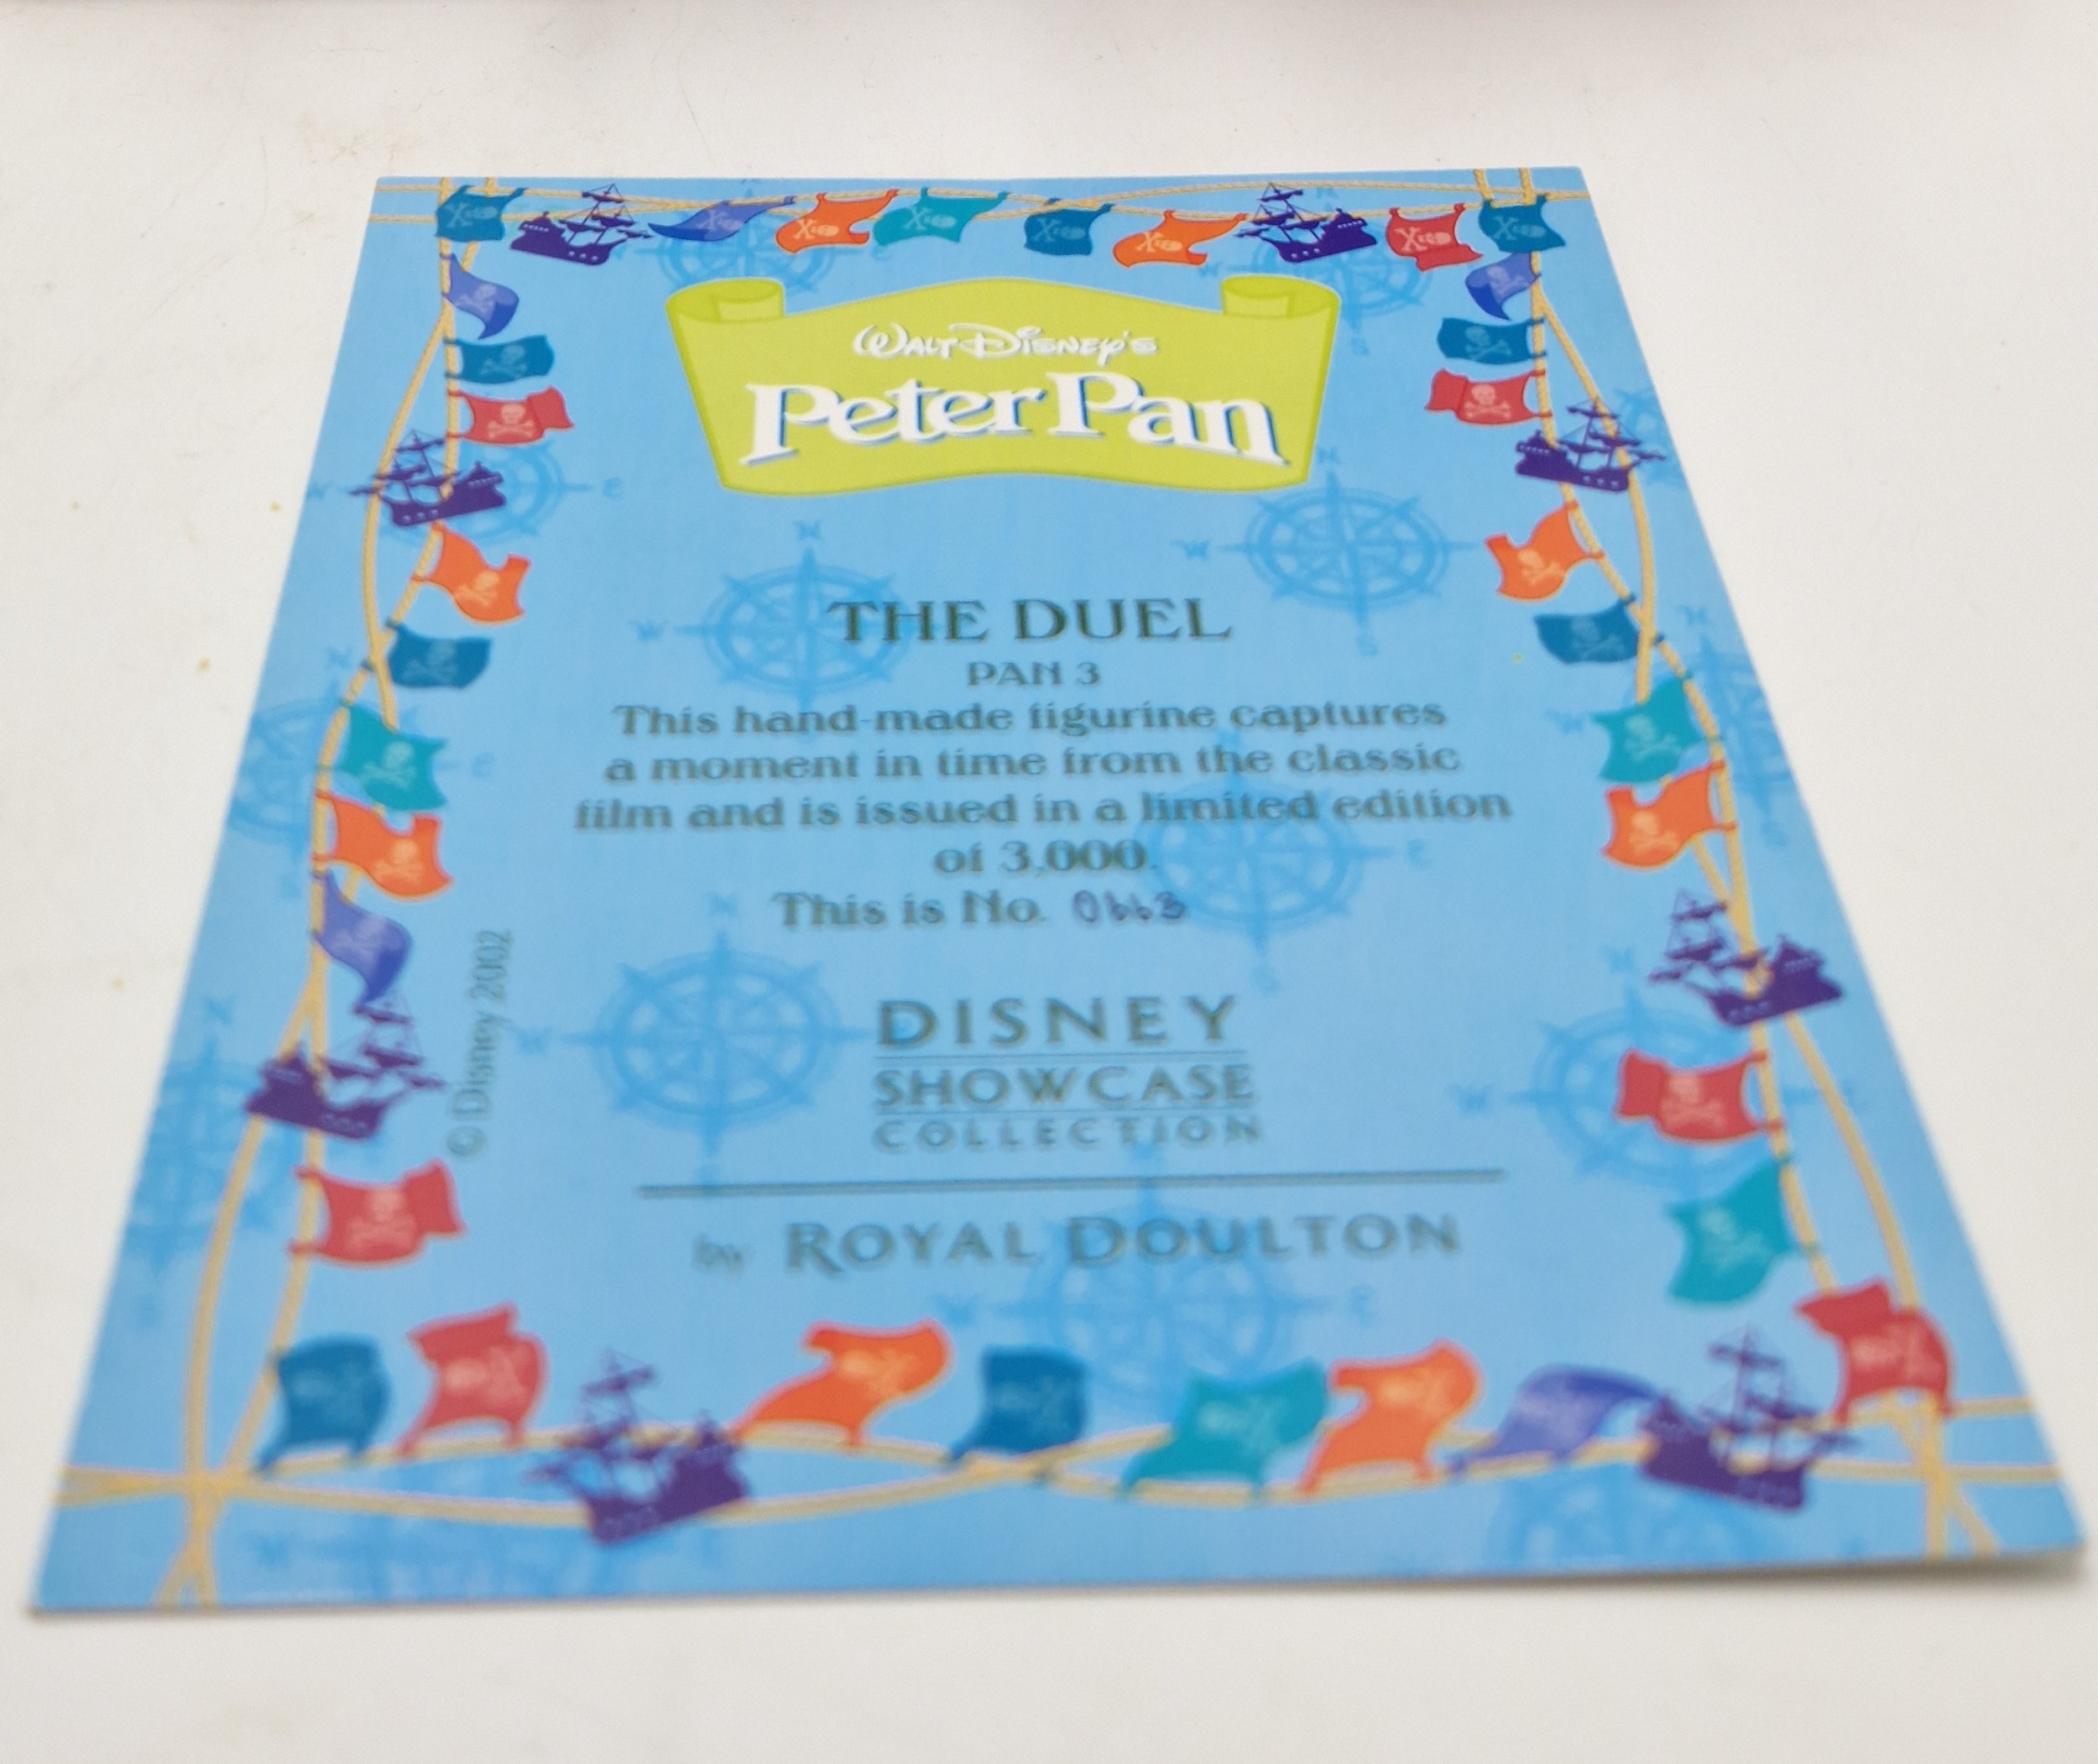 WALT DISNEY'S
Peter Pan
THE DUEL
PAN 3
This hand-made figurine captures
a moment in time from the classic
film and is issued in a limited edition
of 3,000.
This is No. 0663
© Disney 2002
DISNEY
SHOWCASE
COLLECTION
by ROYAL DOULTON